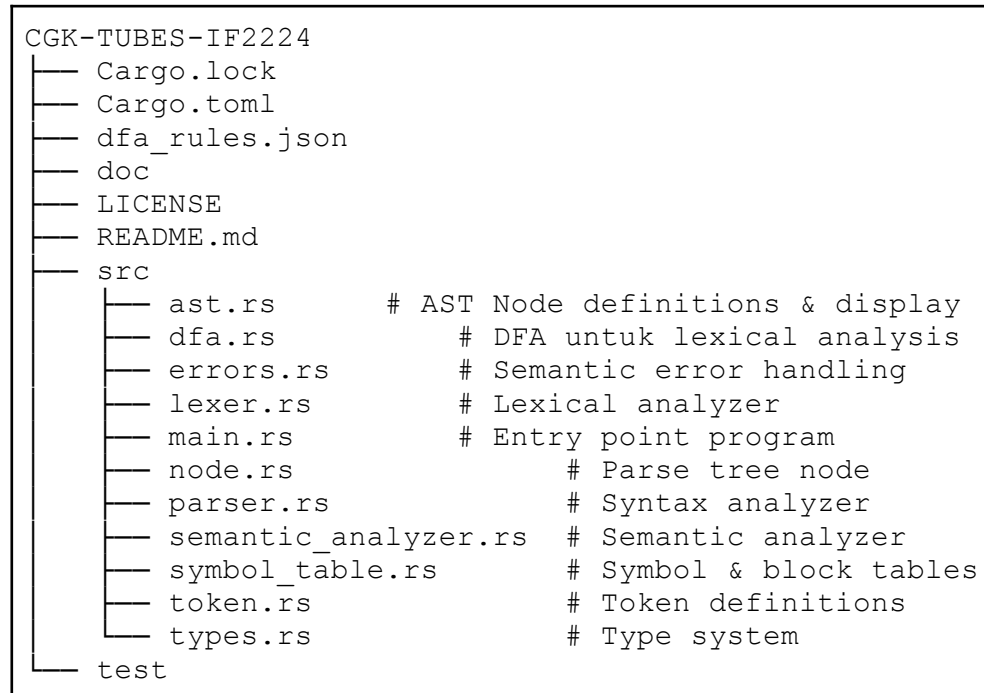 CGK-TUBES-IF2224
├── Cargo.lock
├── Cargo.toml
├── dfa_rules.json
├── doc
├── LICENSE
├── README.md
├── src
│   ├── ast.rs # AST Node definitions & display
│   ├── dfa.rs # DFA untuk lexical analysis
│   ├── errors.rs # Semantic error handling
│   ├── lexer.rs # Lexical analyzer
│   ├── main.rs # Entry point program
│   ├── node.rs # Parse tree node
│   ├── parser.rs # Syntax analyzer
│   ├── semantic_analyzer.rs # Semantic analyzer
│   ├── symbol_table.rs # Symbol & block tables
│   ├── token.rs # Token definitions
│   └── types.rs # Type system
└── test